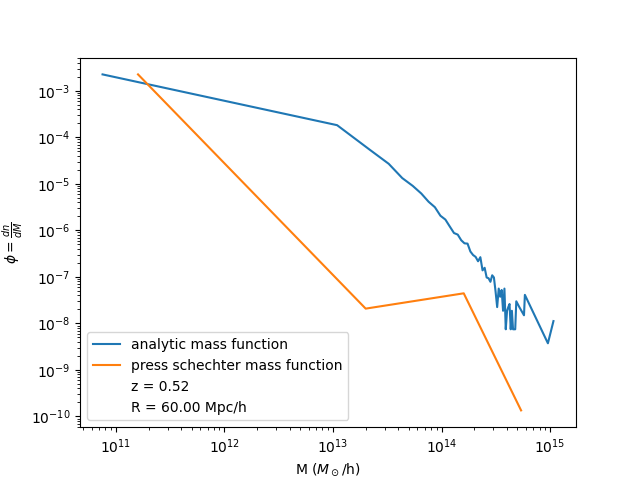 10⁻³
10⁻⁴
10⁻⁵
10⁻⁶
10⁻⁷
10⁻⁸
10⁻⁹
10⁻¹⁰
ϕ = dn/dM
analytic mass function
press schechter mass function
z = 0.52
R = 60.00 Mpc/h
10¹¹ 10¹² 10¹³ 10¹⁴ 10¹⁵
M (M⊙/h)